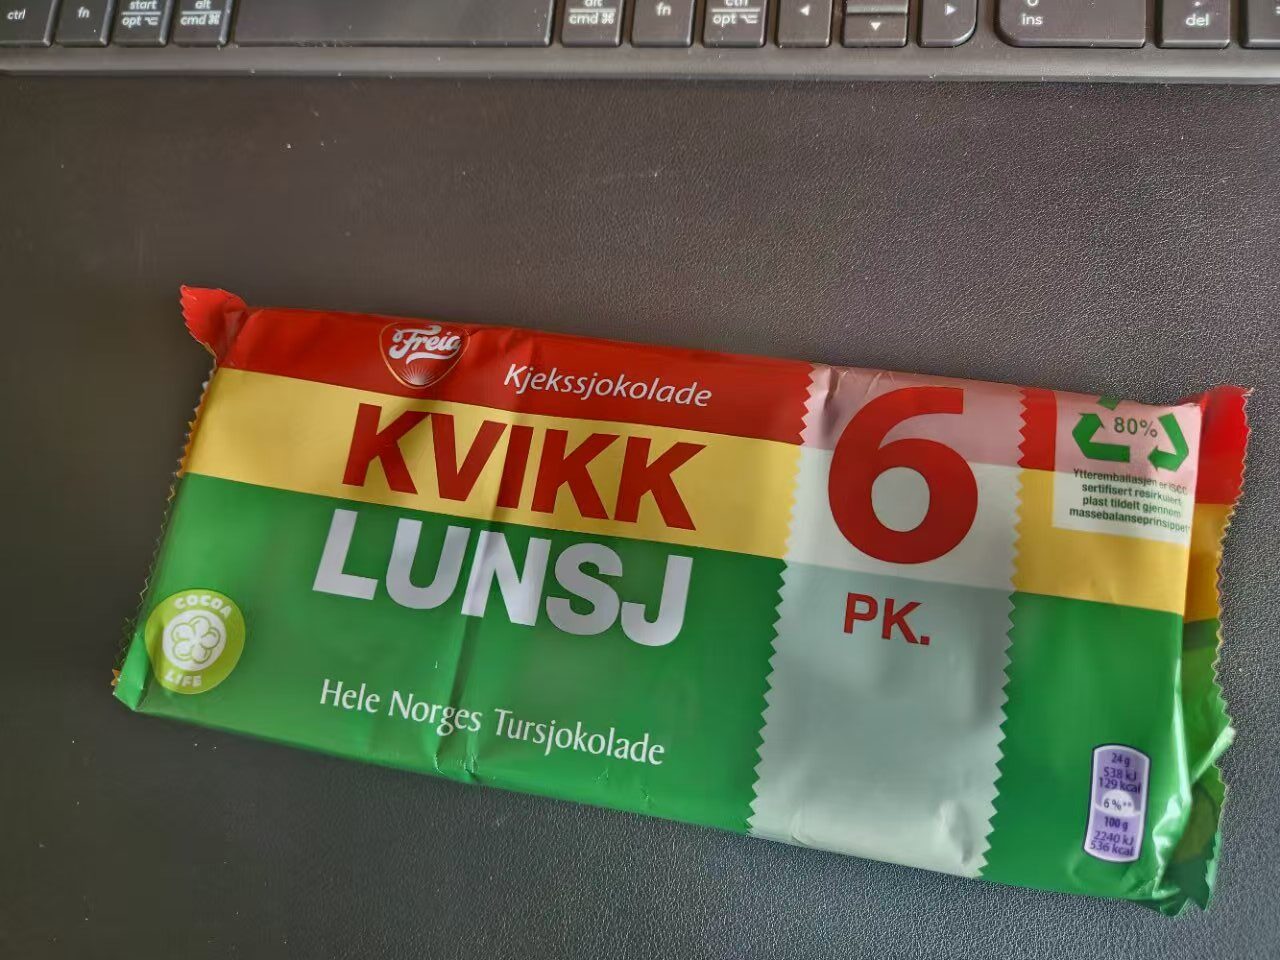 ctrl
fn
start
opt ⌥
alt
cmd ⌘
alt
cmd ⌘
fn
ctrl
opt ⌥
0
ins
.
del
Freia
Kjekssjokolade
KVIKK
LUNSJ
Hele Norges Tursjokolade
COCOA
LIFE
6
PK.
80%
Ytteremballasjen er ISCC
sertifisert resirkulert
plast tildelt gjennom
massebalanseprinsippet
24 g
538 kJ
129 kcal
6 %**
100 g
2240 kJ
536 kcal